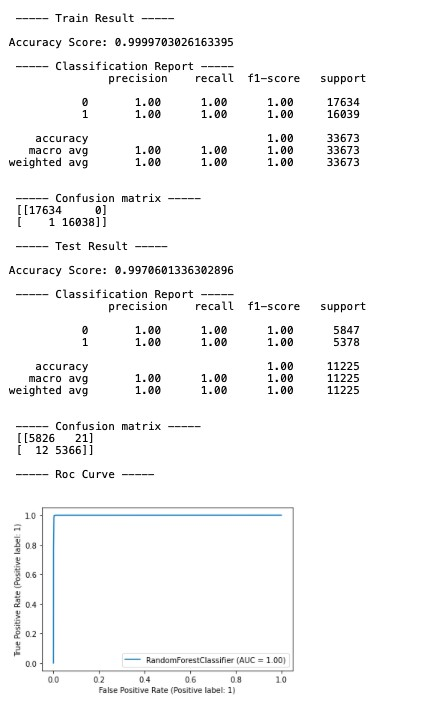 ----- Train Result -----
Accuracy Score: 0.9999703026163395
----- Classification Report -----
precision recall f1-score support
0 1.00 1.00 1.00 17634
1 1.00 1.00 1.00 16039
accuracy 1.00 33673
macro avg 1.00 1.00 1.00 33673
weighted avg 1.00 1.00 1.00 33673
----- Confusion matrix -----
[[17634 0]
[ 1 16038]]
----- Test Result -----
Accuracy Score: 0.9970601336302896
----- Classification Report -----
precision recall f1-score support
0 1.00 1.00 1.00 5847
1 1.00 1.00 1.00 5378
accuracy 1.00 11225
macro avg 1.00 1.00 1.00 11225
weighted avg 1.00 1.00 1.00 11225
----- Confusion matrix -----
[[5826 21]
[ 12 5366]]
----- Roc Curve -----
True Positive Rate (Positive label: 1)
1.0
0.8
0.6
0.4
0.2
0.0
RandomForestClassifier (AUC = 1.00)
0.0 0.2 0.4 0.6 0.8 1.0
False Positive Rate (Positive label: 1)